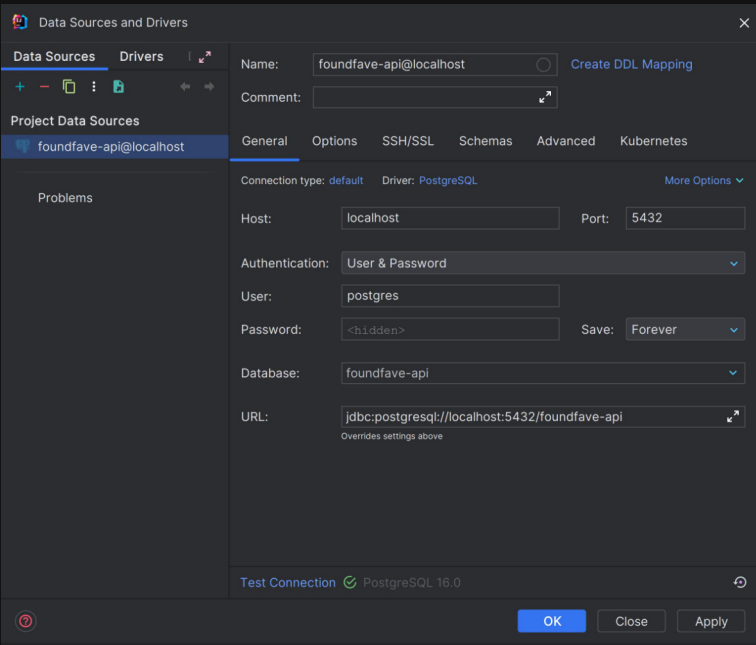 Data Sources and Drivers
Data Sources Drivers
Project Data Sources
foundfave-api@localhost
Problems
Name: foundfave-api@localhost Create DDL Mapping
Comment:
General Options SSH/SSL Schemas Advanced Kubernetes
Connection type: default Driver: PostgreSQL More Options
Host: localhost Port: 5432
Authentication: User & Password
User: postgres
Password: <hidden> Save: Forever
Database: foundfave-api
URL: jdbc:postgresql://localhost:5432/foundfave-api
Overrides settings above
Test Connection PostgreSQL 16.0
OK Close Apply